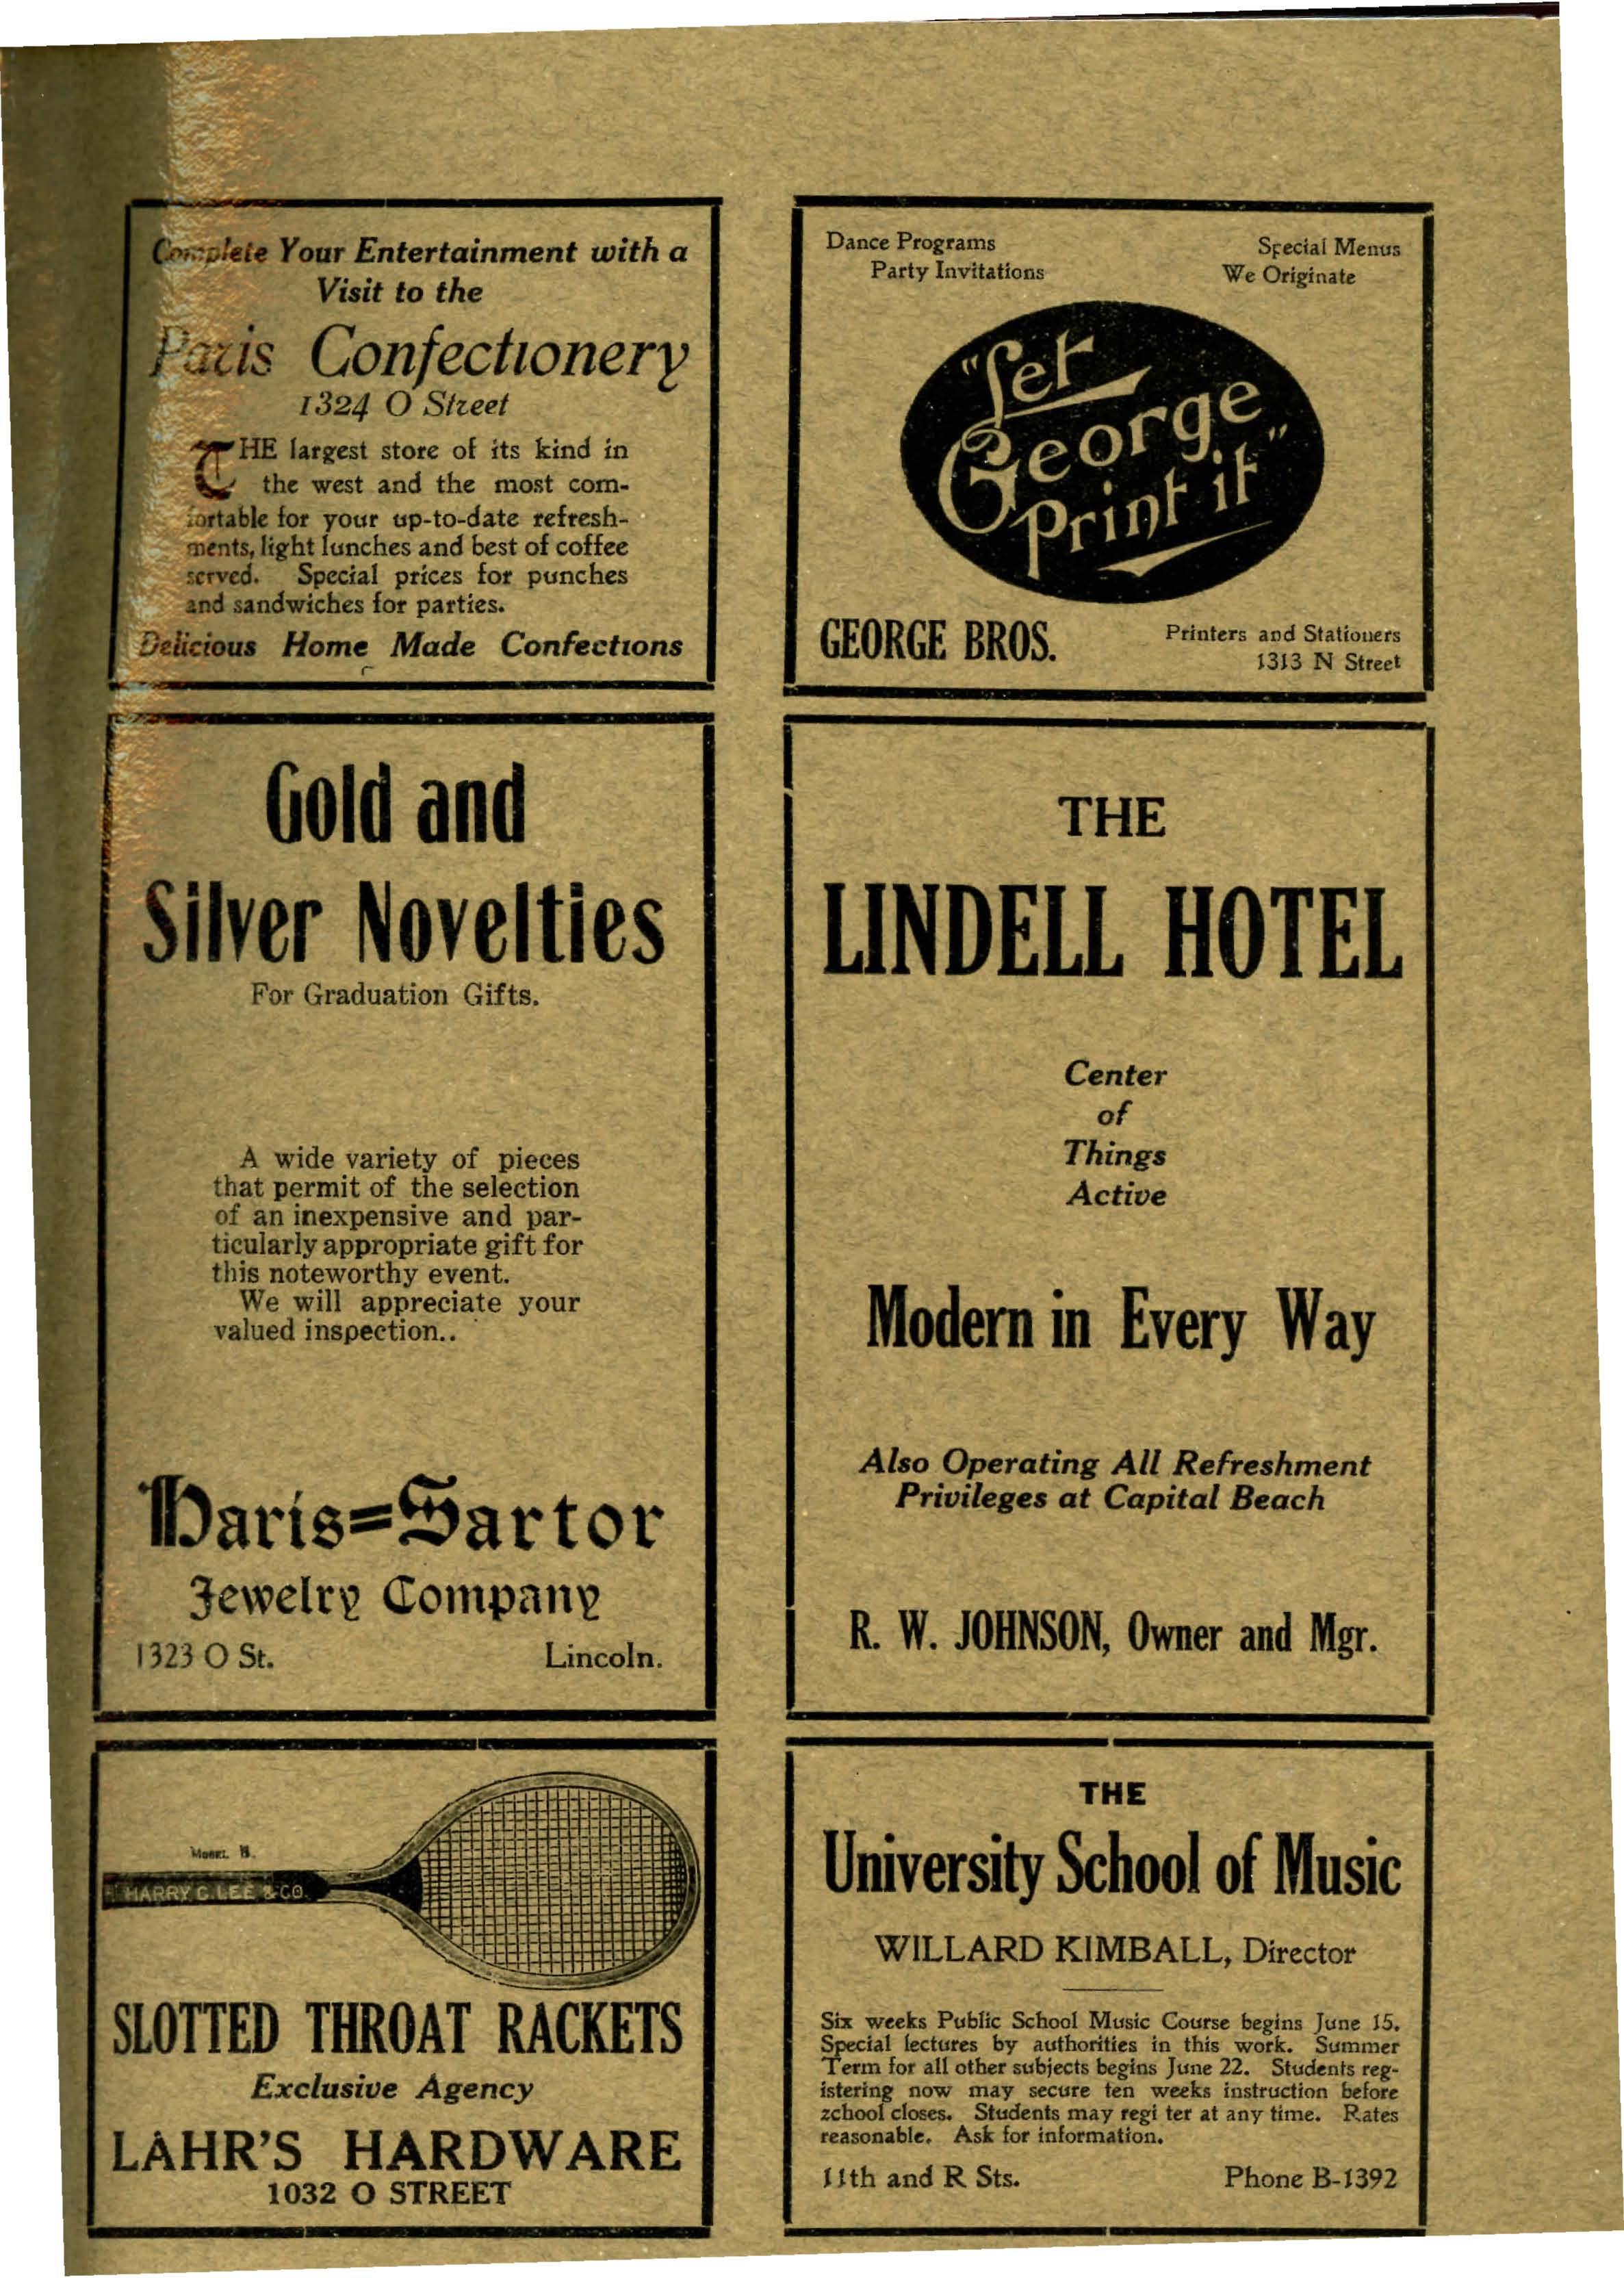 Complete Your Entertainment with a
Visit to the
Paris Confectionery
1324 O Street
THE largest store of its kind in
the west and the most com-
fortable for your up-to-date refresh-
ments, light lunches and best of coffee
served. Special prices for punches
and sandwiches for parties.
Delicious Home Made Confections
Dance Programs
Party Invitations
Special Menus
We Originate
"Let
George
Print it"
GEORGE BROS.
Printers and Stationers
1313 N Street
Gold and
Silver Novelties
For Graduation Gifts.
A wide variety of pieces
that permit of the selection
of an inexpensive and par-
ticularly appropriate gift for
this noteworthy event.
We will appreciate your
valued inspection..
Haris=Sartor
Jewelry Company
1323 O St. Lincoln.
THE
LINDELL HOTEL
Center
of
Things
Active
Modern in Every Way
Also Operating All Refreshment
Privileges at Capital Beach
R. W. JOHNSON, Owner and Mgr.
MODEL B.
HARRY C. LEE & CO.
SLOTTED THROAT RACKETS
Exclusive Agency
LAHR'S HARDWARE
1032 O STREET
THE
University School of Music
WILLARD KIMBALL, Director
Six weeks Public School Music Course begins June 15.
Special lectures by authorities in this work. Summer
Term for all other subjects begins June 22. Students reg-
istering now may secure ten weeks instruction before
zchool closes. Students may regi ter at any time. Rates
reasonable. Ask for information.
11th and R Sts. Phone B-1392